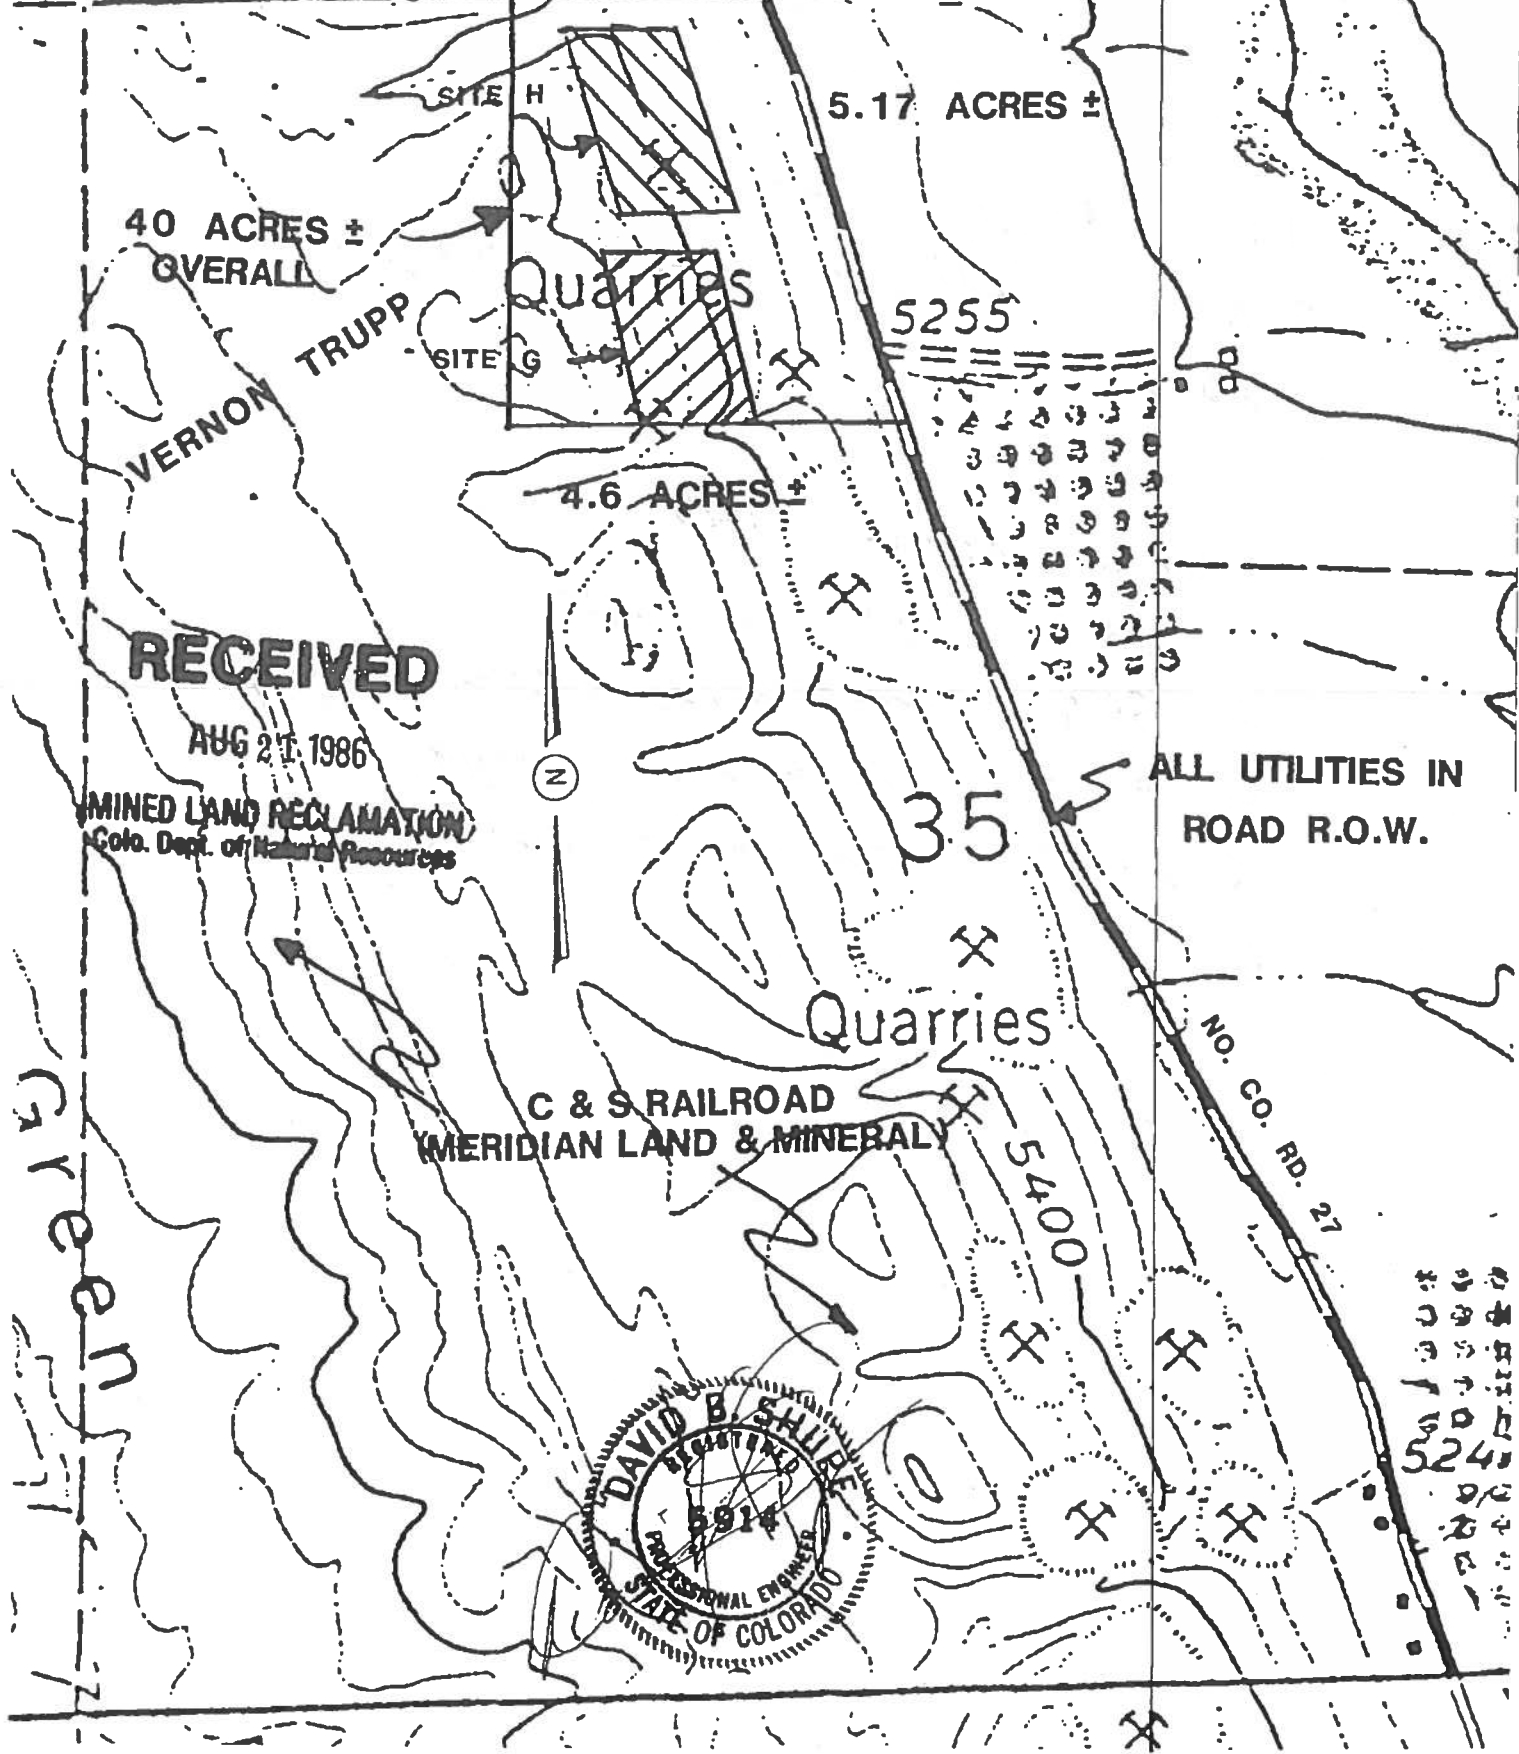 SITE H
5.17 ACRES ±
40 ACRES ±
OVERALL
Quarries
5255
VERNON TRUPP
SITE G
4.6 ACRES ±
RECEIVED
AUG 21 1986
MINED LAND RECLAMATION
Colo. Dept. of Natural Resources
N
ALL UTILITIES IN
ROAD R.O.W.
35
Quarries
NO. CO. RD. 27
C & S RAILROAD
(MERIDIAN LAND & MINERAL)
5400
Green
524
DAVID B. SHUPE
REGISTERED
5914
PROFESSIONAL ENGINEER
STATE OF COLORADO